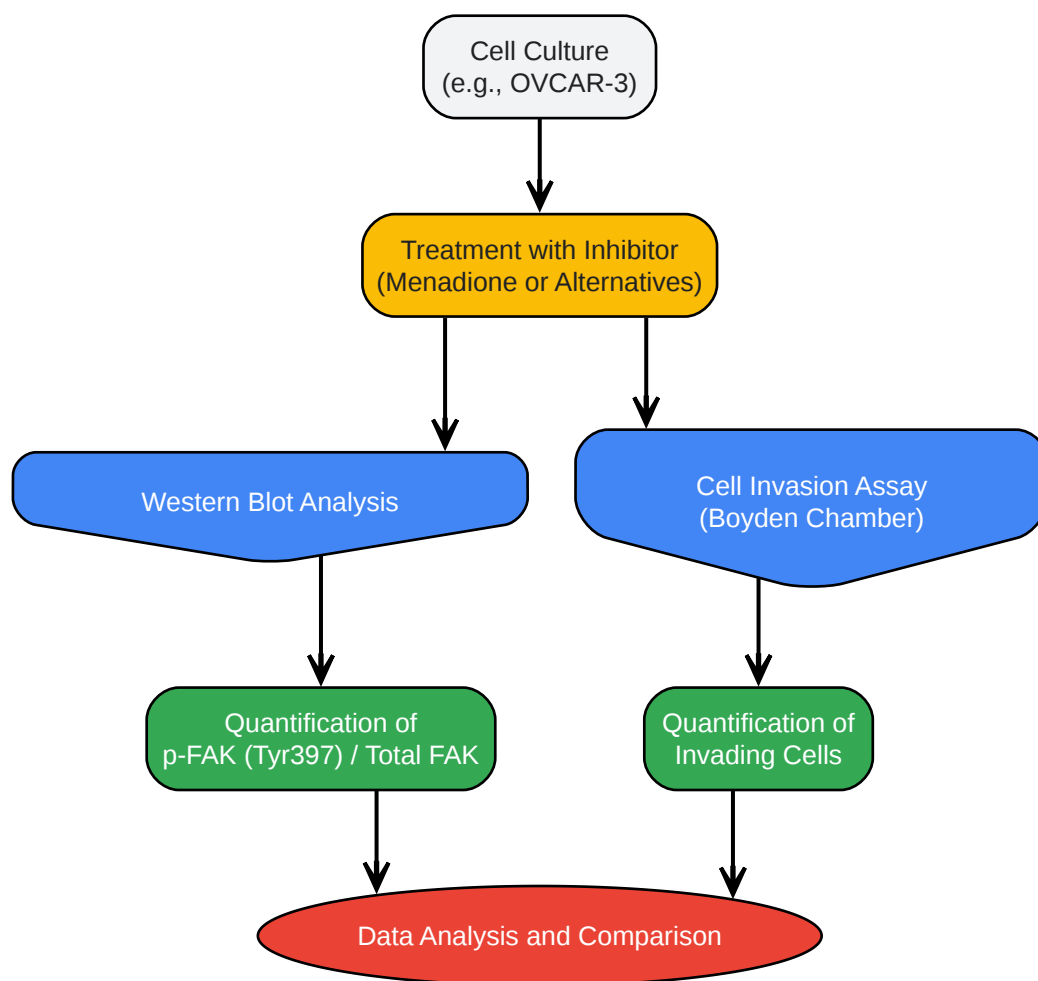 Cell Culture
(e.g., OVCAR-3)
Treatment with Inhibitor
(Menadione or Alternatives)
Western Blot Analysis
Cell Invasion Assay
(Boyden Chamber)
Quantification of
p-FAK (Tyr397) / Total FAK
Quantification of
Invading Cells
Data Analysis and Comparison